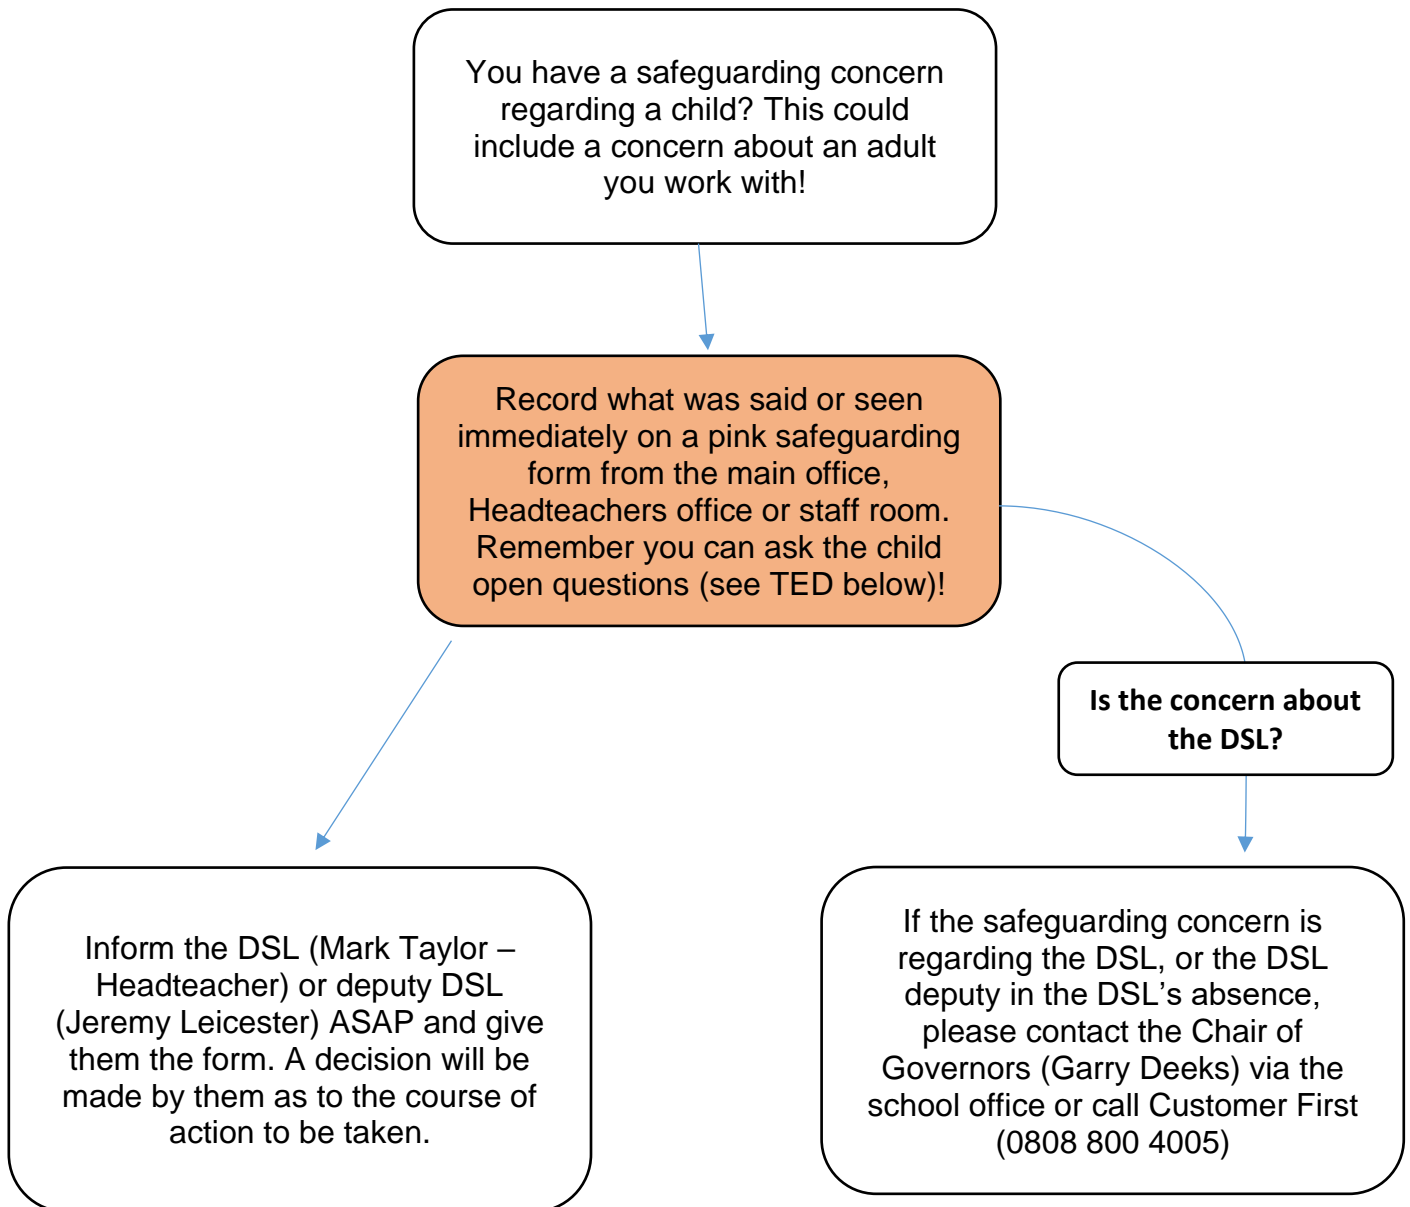 You have a safeguarding concern
regarding a child? This could
include a concern about an adult
you work with!
Record what was said or seen
immediately on a pink safeguarding
form from the main office,
Headteachers office or staff room.
Remember you can ask the child
open questions (see TED below)!
Is the concern about
the DSL?
Inform the DSL (Mark Taylor –
Headteacher) or deputy DSL
(Jeremy Leicester) ASAP and give
them the form. A decision will be
made by them as to the course of
action to be taken.
If the safeguarding concern is
regarding the DSL, or the DSL
deputy in the DSL’s absence,
please contact the Chair of
Governors (Garry Deeks) via the
school office or call Customer First
(0808 800 4005)